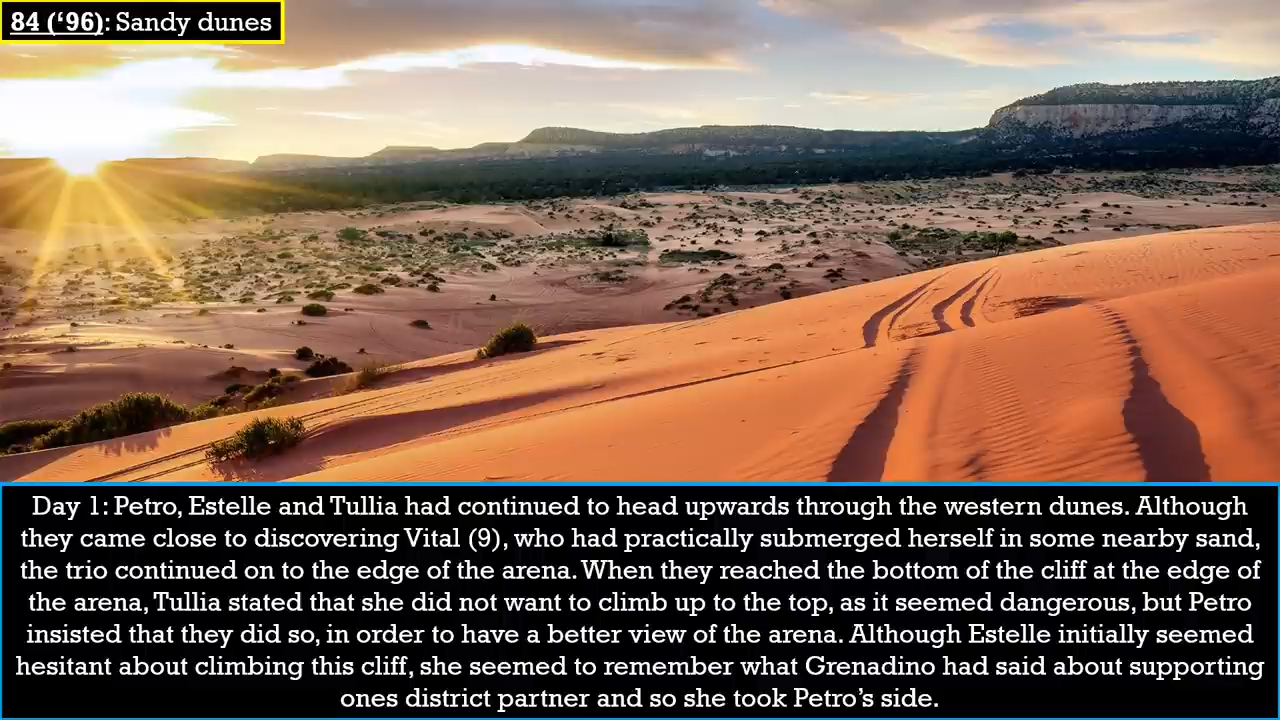 84 (‘96): Sandy dunes
Day 1: Petro, Estelle and Tullia had continued to head upwards through the western dunes. Although
they came close to discovering Vital (9), who had practically submerged herself in some nearby sand,
the trio continued on to the edge of the arena. When they reached the bottom of the cliff at the edge of
the arena, Tullia stated that she did not want to climb up to the top, as it seemed dangerous, but Petro
insisted that they did so, in order to have a better view of the arena. Although Estelle initially seemed
hesitant about climbing this cliff, she seemed to remember what Grenadino had said about supporting
ones district partner and so she took Petro’s side.